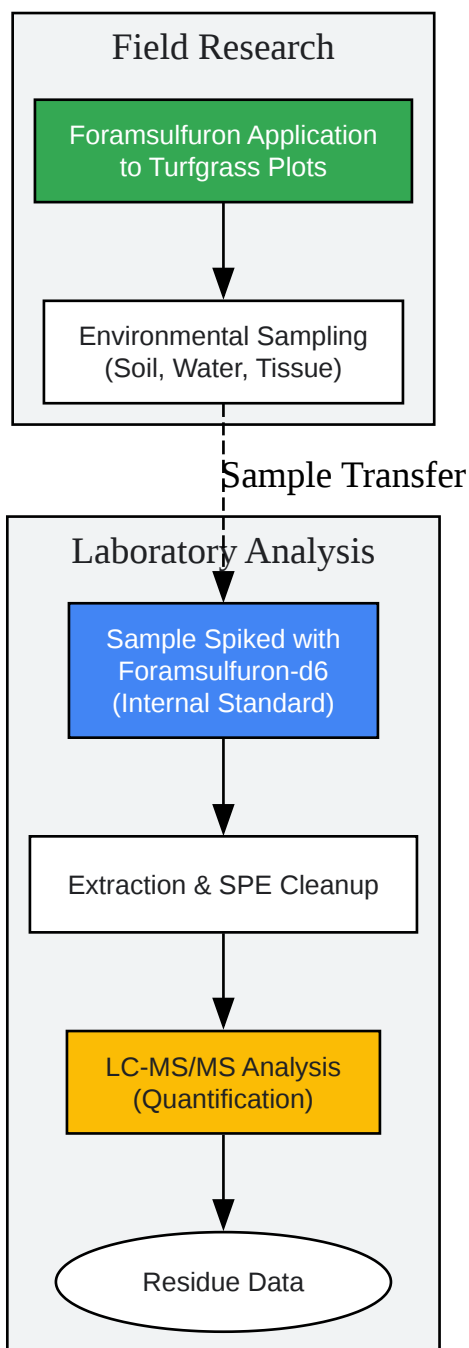 Field Research
Foramsulfuron Application
to Turfgrass Plots
Environmental Sampling
(Soil, Water, Tissue)
Sample Transfer
Laboratory Analysis
Sample Spiked with
Foramsulfuron-d6
(Internal Standard)
Extraction & SPE Cleanup
LC-MS/MS Analysis
(Quantification)
Residue Data